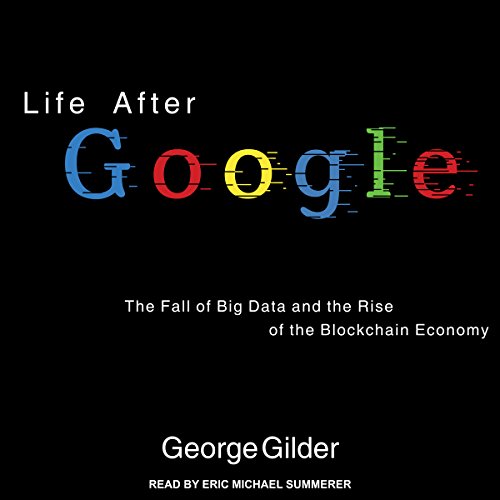 Life After
Google
The Fall of Big Data and the Rise
of the Blockchain Economy
George Gilder
READ BY ERIC MICHAEL SUMMERER